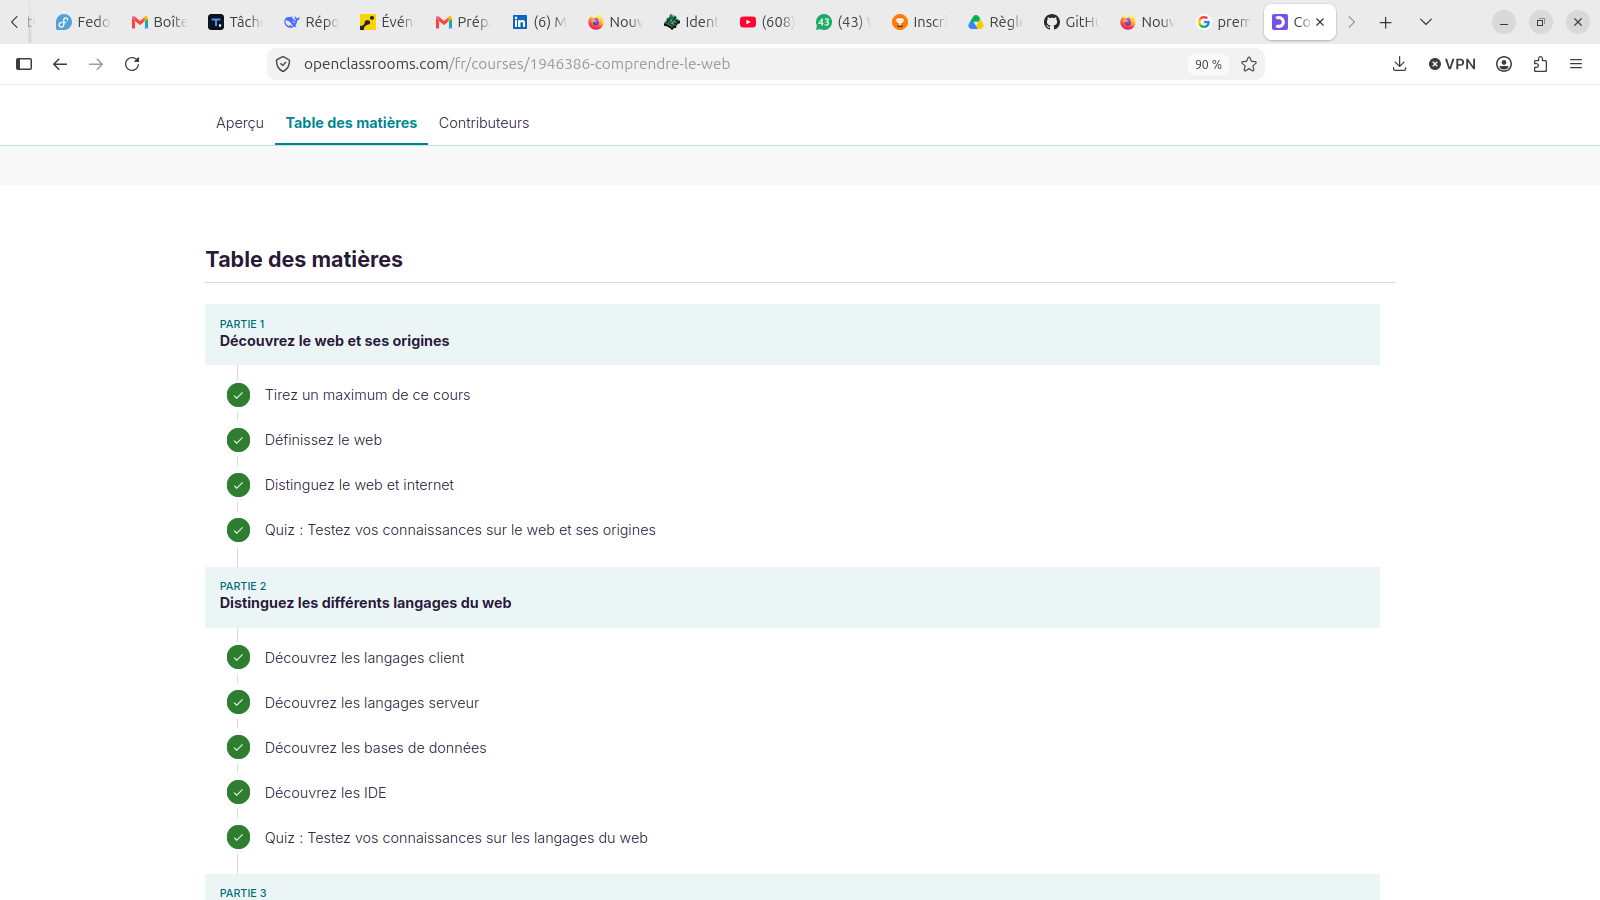 Fedo
Boîte
Tâch
Répo
Évén
Prép
(6) M
Nouv
Ident
(608)
(43)
Inscri
Règl
GitH
Nouv
prem
Co
openclassrooms.com/fr/courses/1946386-comprendre-le-web
90 %
VPN
Aperçu
Table des matières
Contributeurs
Table des matières
PARTIE 1
Découvrez le web et ses origines
Tirez un maximum de ce cours
Définissez le web
Distinguez le web et internet
Quiz : Testez vos connaissances sur le web et ses origines
PARTIE 2
Distinguez les différents langages du web
Découvrez les langages client
Découvrez les langages serveur
Découvrez les bases de données
Découvrez les IDE
Quiz : Testez vos connaissances sur les langages du web
PARTIE 3